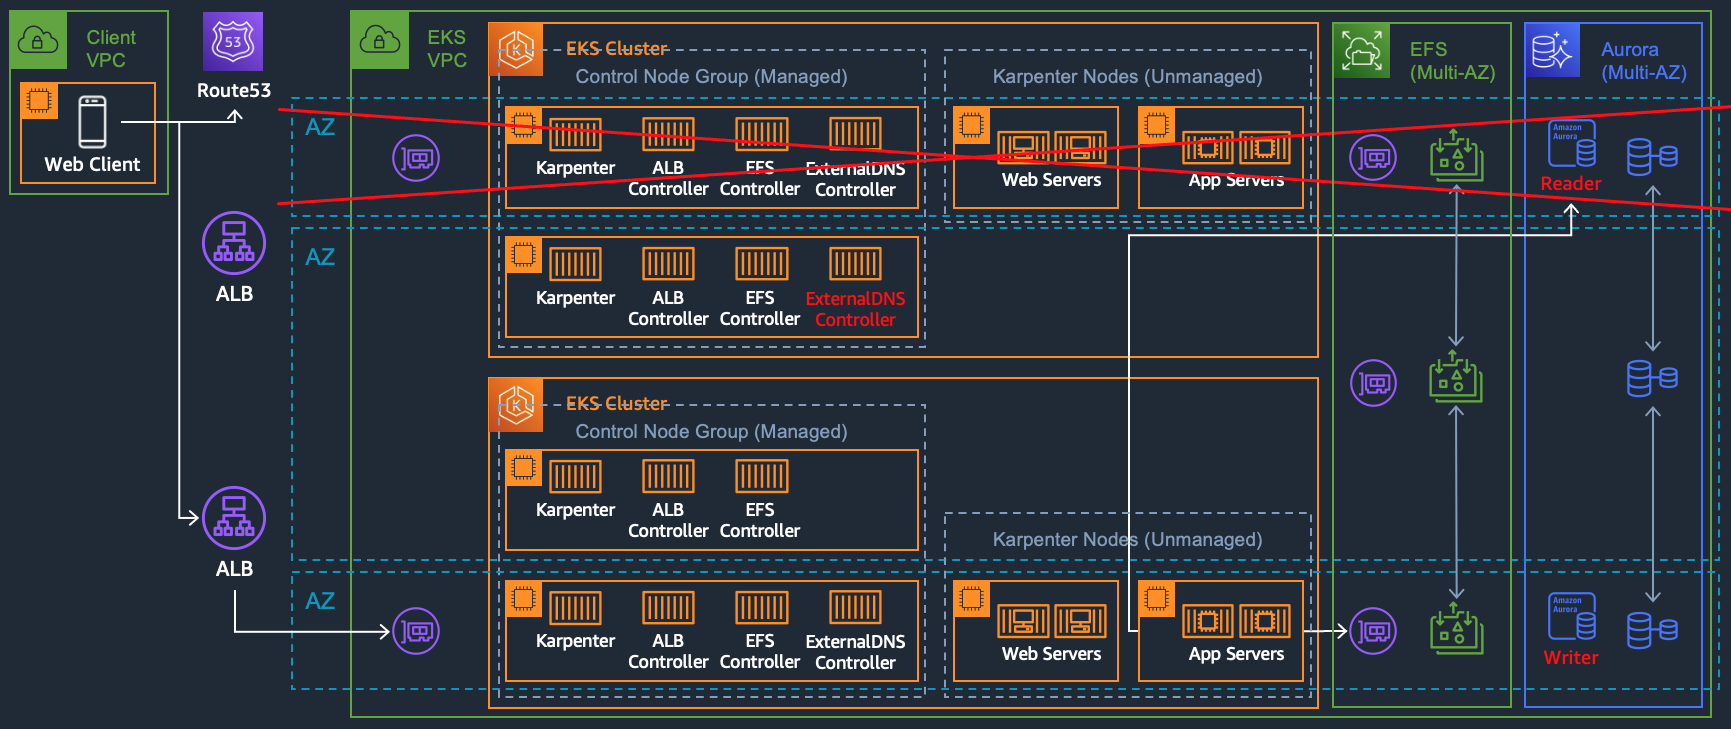 Client
VPC
Web Client
53
Route53
ALB
ALB
EKS
VPC
K
EKS Cluster
Control Node Group (Managed)
Karpenter Nodes (Unmanaged)
EFS
(Multi-AZ)
Aurora
(Multi-AZ)
AZ
Karpenter
ALB
Controller
EFS
Controller
ExternalDNS
Controller
Web Servers
App Servers
Amazon
Aurora
Reader
AZ
Karpenter
ALB
Controller
EFS
Controller
ExternalDNS
Controller
K
EKS Cluster
Control Node Group (Managed)
Karpenter
ALB
Controller
EFS
Controller
Karpenter Nodes (Unmanaged)
AZ
Karpenter
ALB
Controller
EFS
Controller
ExternalDNS
Controller
Web Servers
App Servers
Amazon
Aurora
Writer